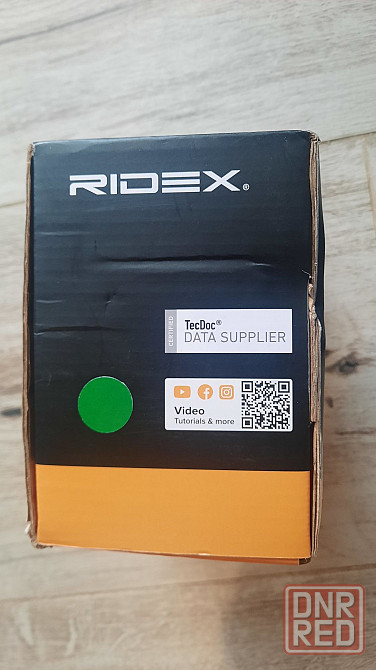 RIDEX®
CERTIFIED
TecDoc®
DATA SUPPLIER
Video
Tutorials & more
DNR
RED